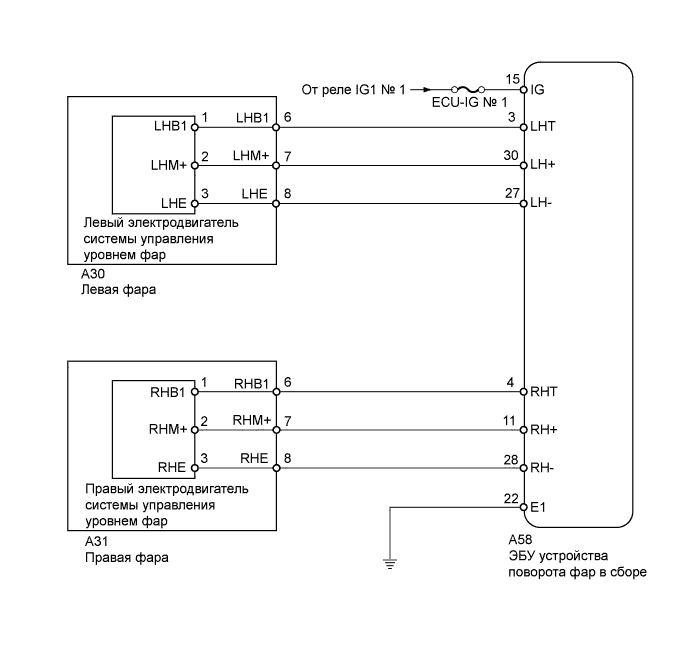 От реле IG1 № 1
ECU-IG № 1
15 IG
LHB1 1 LHB1 6 3 LHT
LHM+ 2 LHM+ 7 30 LH+
LHE 3 LHE 8 27 LH-
Левый электродвигатель
системы управления
уровнем фар
A30
Левая фара
RHB1 1 RHB1 6 4 RHT
RHM+ 2 RHM+ 7 11 RH+
RHE 3 RHE 8 28 RH-
Правый электродвигатель
системы управления
уровнем фар
22 E1
A31
Правая фара
A58
ЭБУ устройства
поворота фар в сборе